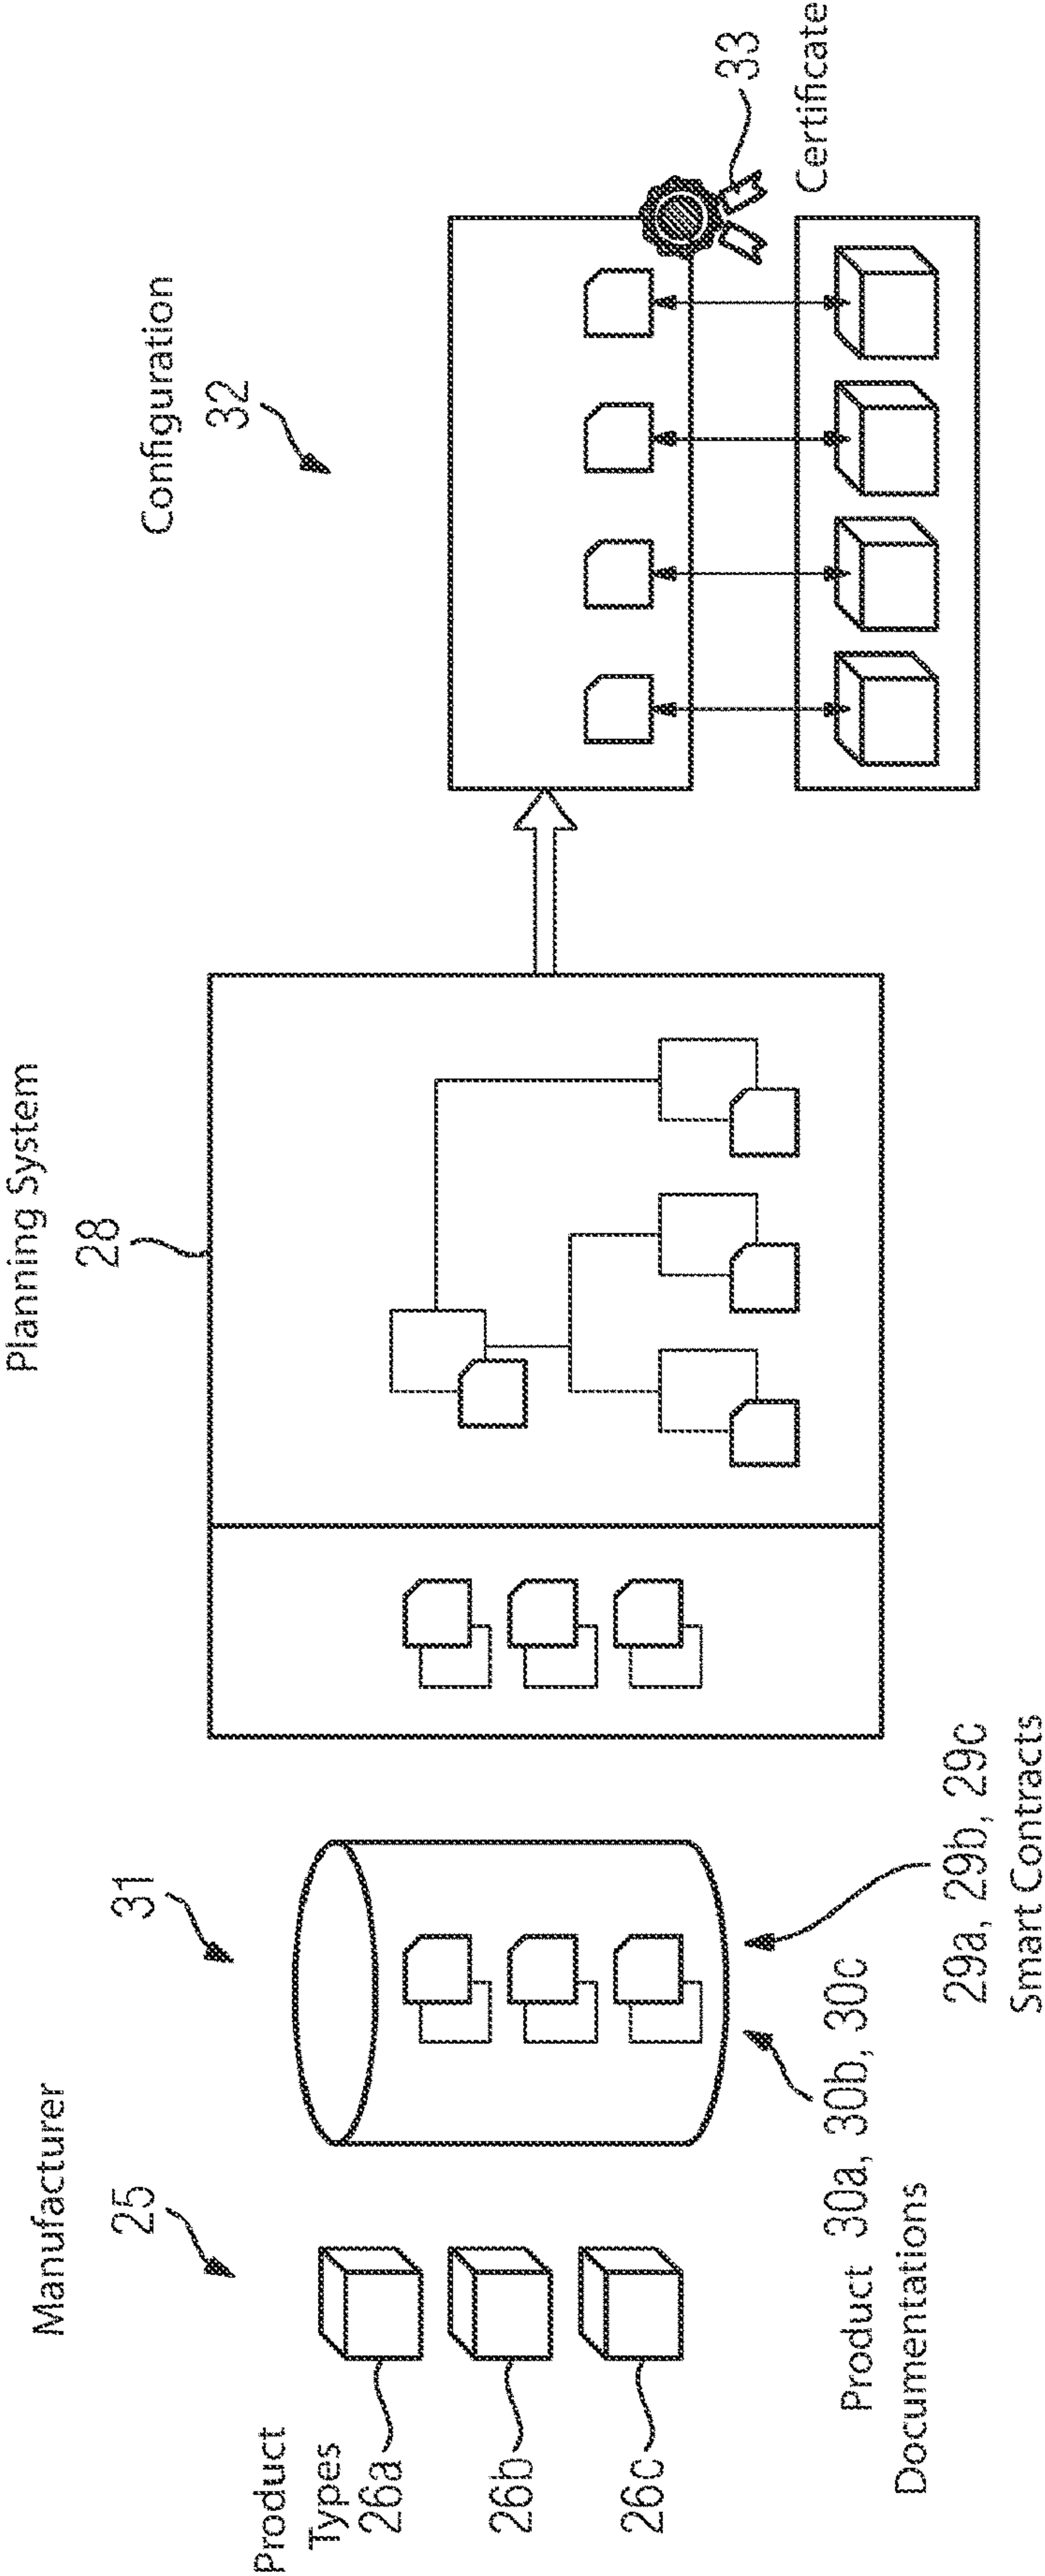 Manufacturer
25
31
Planning System
28
Configuration
32
33
Certificate
Product
Types
26a
26b
26c
Product
Documentations
30a, 30b, 30c
29a, 29b, 29c
Smart Contracts